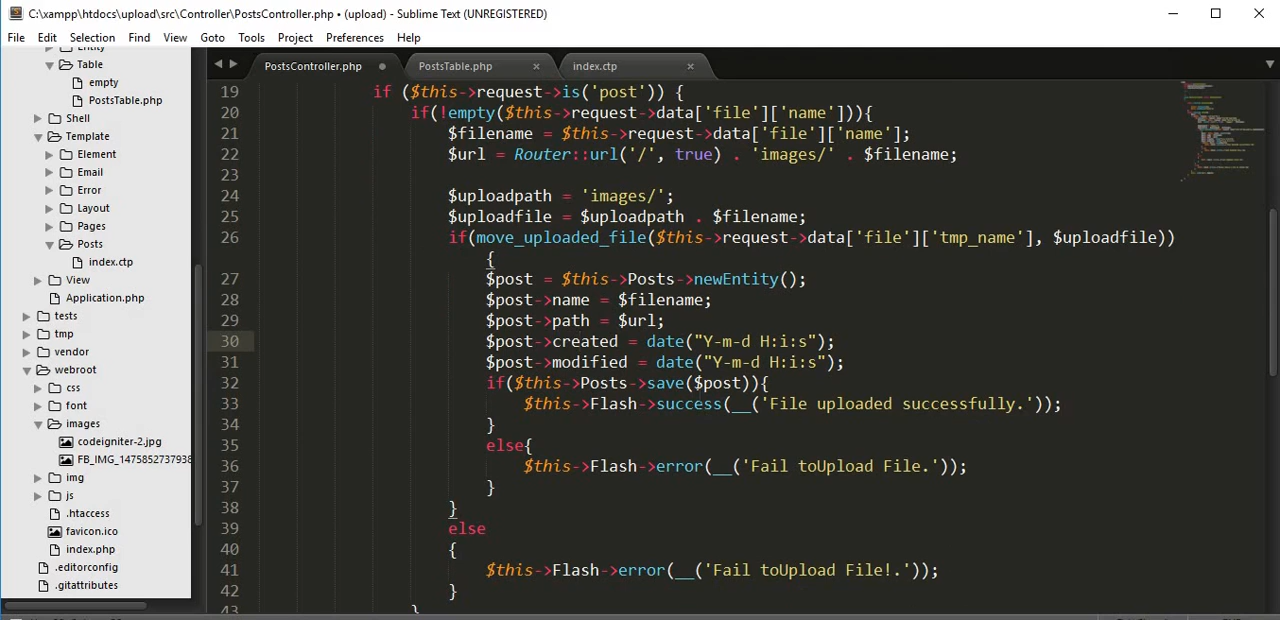 C:\xampp\htdocs\upload\src\Controller\PostsController.php • (upload) - Sublime Text (UNREGISTERED)
File Edit Selection Find View Goto Tools Project Preferences Help
PostsController.php PostsTable.php × index.ctp ×
Entity
Table
empty
PostsTable.php
Shell
Template
Element
Email
Error
Layout
Pages
Posts
index.ctp
View
Application.php
tests
tmp
vendor
webroot
css
font
images
codeigniter-2.jpg
FB_IMG_1475852737938
img
js
.htaccess
favicon.ico
index.php
.editorconfig
.gitattributes
19 if ($this->request->is('post')) {
20 if(!empty($this->request->data['file']['name'])){
21 $filename = $this->request->data['file']['name'];
22 $url = Router::url('/', true) . 'images/' . $filename;
23
24 $uploadpath = 'images/';
25 $uploadfile = $uploadpath . $filename;
26 if(move_uploaded_file($this->request->data['file']['tmp_name'], $uploadfile))
{
27 $post = $this->Posts->newEntity();
28 $post->name = $filename;
29 $post->path = $url;
30 $post->created = date("Y-m-d H:i:s");
31 $post->modified = date("Y-m-d H:i:s");
32 if($this->Posts->save($post)){
33 $this->Flash->success(__('File uploaded successfully.'));
34 }
35 else{
36 $this->Flash->error(__('Fail toUpload File.'));
37 }
38 }
39 else
40 {
41 $this->Flash->error(__('Fail toUpload File!.'));
42 }
43 }